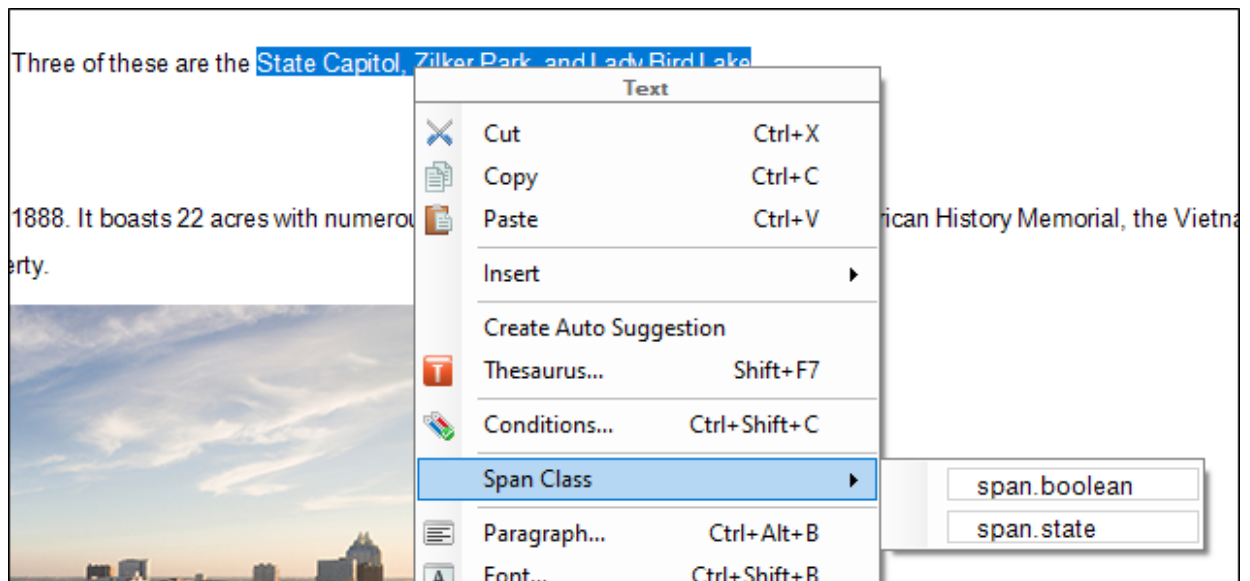 Three of these are the State Capitol, Zilker Park, and Lady Bird Lake
Text
Cut Ctrl+X
Copy Ctrl+C
1888. It boasts 22 acres with numerou Paste Ctrl+V rican History Memorial, the Vietna
erty.
Insert
Create Auto Suggestion
T Thesaurus... Shift+F7
Conditions... Ctrl+Shift+C
Span Class span.boolean
span.state
Paragraph... Ctrl+Alt+B
A Font... Ctrl+Shift+B